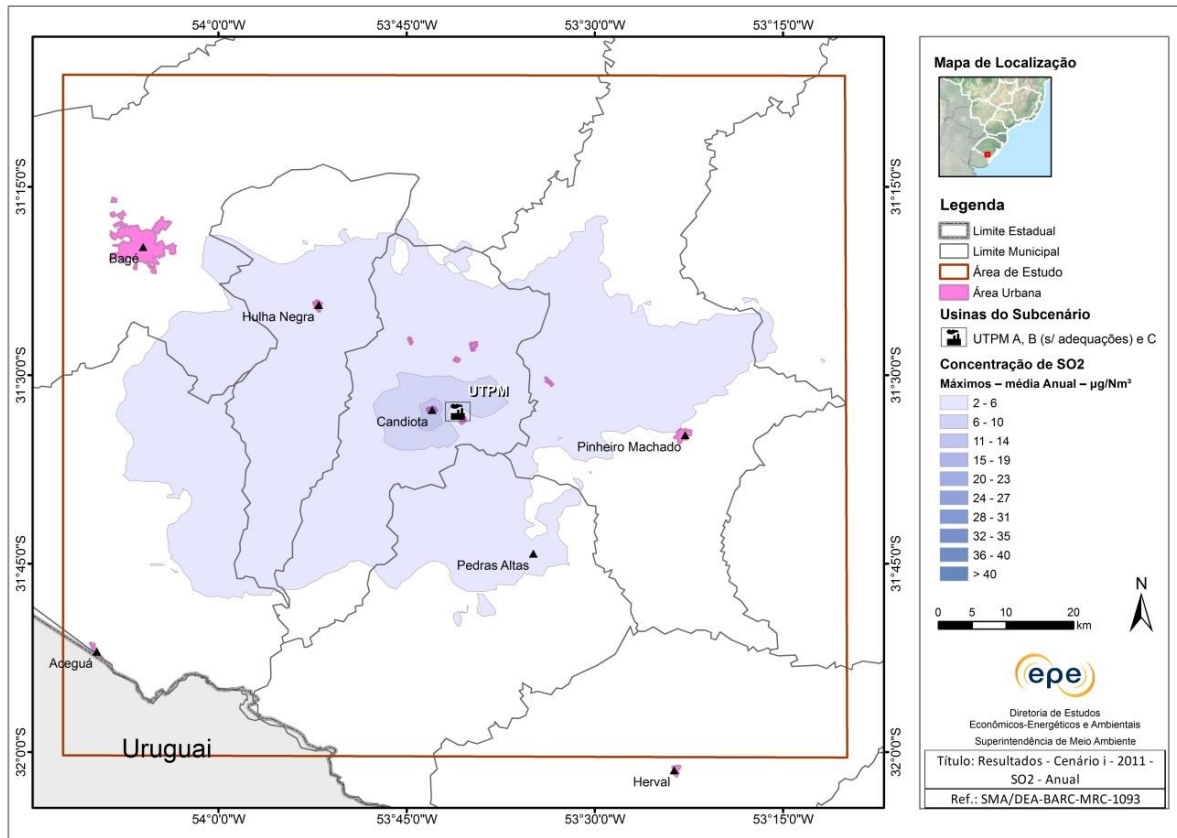 54°0'0"W
53°45'0"W
53°30'0"W
53°15'0"W
31°15'0"S
31°30'0"S
31°45'0"S
32°0'0"S
Bagé
Hulha Negra
UTPM
Candiota
Pinheiro Machado
Pedras Altas
Aceguá
Uruguai
Herval
31°15'0"S
31°30'0"S
31°45'0"S
32°0'0"S
54°0'0"W
53°45'0"W
53°30'0"W
53°15'0"W
Mapa de Localização
Legenda
Limite Estadual
Limite Municipal
Área de Estudo
Área Urbana
Usinas do Subcenário
UTPM A, B (s/ adequações) e C
Concentração de SO2
Máximos – média Anual – µg/Nm³
2 - 6
6 - 10
11 - 14
15 - 19
20 - 23
24 - 27
28 - 31
32 - 35
36 - 40
> 40
N
0 5 10 20
km
epe
Diretoria de Estudos
Econômicos-Energéticos e Ambientais
Superintendência de Meio Ambiente
Título: Resultados - Cenário i - 2011 -
SO2 - Anual
Ref.: SMA/DEA-BARC-MRC-1093